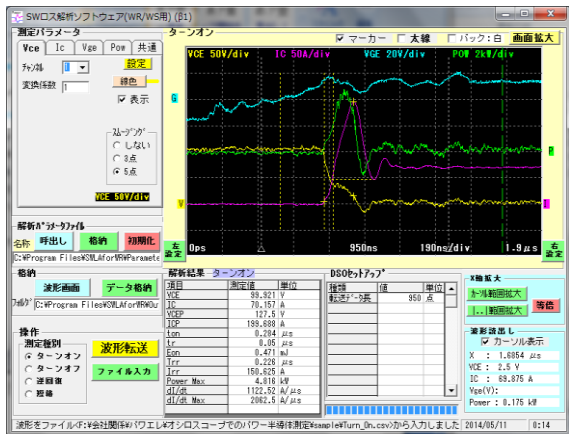 SWロス解析ソフトウェア(WR/WS用) (β1)
測定パラメータ
Vce Ic Vge Pow 共通
チャンネル 1 設定
変換係数 1 線色
表示
スムージング
しない
3点
5点
VCE 50V/div
解析パラメータファイル
名称 呼出し 格納 初期化
C:¥Program Files¥SWLAforWR¥Paramete
格納
波形画面 データ格納
フォルダ C:¥Program Files¥SWLAforWR¥Ou
操作
測定種別
ターンオン
ターンオフ
逆回復
短絡
波形転送
ファイル入力
ターンオン
マーカー 太線 バック:白 画面拡大
VCE 50V/div IC 50A/div VGE 20V/div POW 2kW/div
G
P
V
左設定 0ps 950ns 190ns/div 1.9μs 右設定
解析結果 ターンオン
項目 測定値 単位
VCE 99.921 V
IC 70.157 A
VCEP 127.5 V
ICP 199.688 A
ton 0.284 μs
tr 0.05 μs
Eon 0.471 mJ
Trr 0.226 μs
Irr 150.625 A
Power Max 4.816 kW
dI/dt 1122.52 A/μs
dI/dt Max 2062.5 A/μs
DSOセットアップ
種類 値 単位
転送データ長 950 点
X軸拡大
カーソル範囲拡大
|..|範囲拡大
等倍
波形読出し
カーソル表示
X : 1.6854 μs
VCE : 2.5 V
IC : 69.875 A
Vge(V):
Power : 0.175 kW
波形をファイル<F:¥会社関係¥パワエレ¥オシロスコープでのパワー半導体測定¥sample¥Turn_On.csv>から入力しました 2014/05/11 0:14